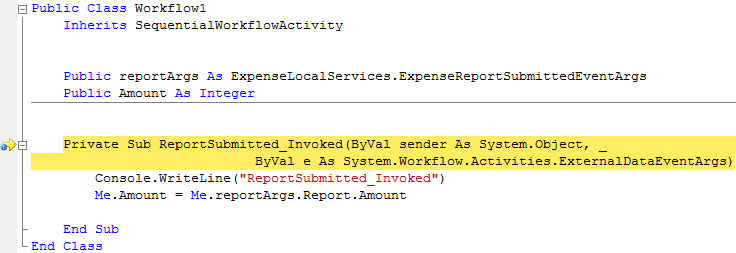 Public Class Workflow1
Inherits SequentialWorkflowActivity
Public reportArgs As ExpenseLocalServices.ExpenseReportSubmittedEventArgs
Public Amount As Integer
Private Sub ReportSubmitted_Invoked(ByVal sender As System.Object, _
ByVal e As System.Workflow.Activities.ExternalDataEventArgs)
Console.WriteLine("ReportSubmitted_Invoked")
Me.Amount = Me.reportArgs.Report.Amount
End Sub
End Class